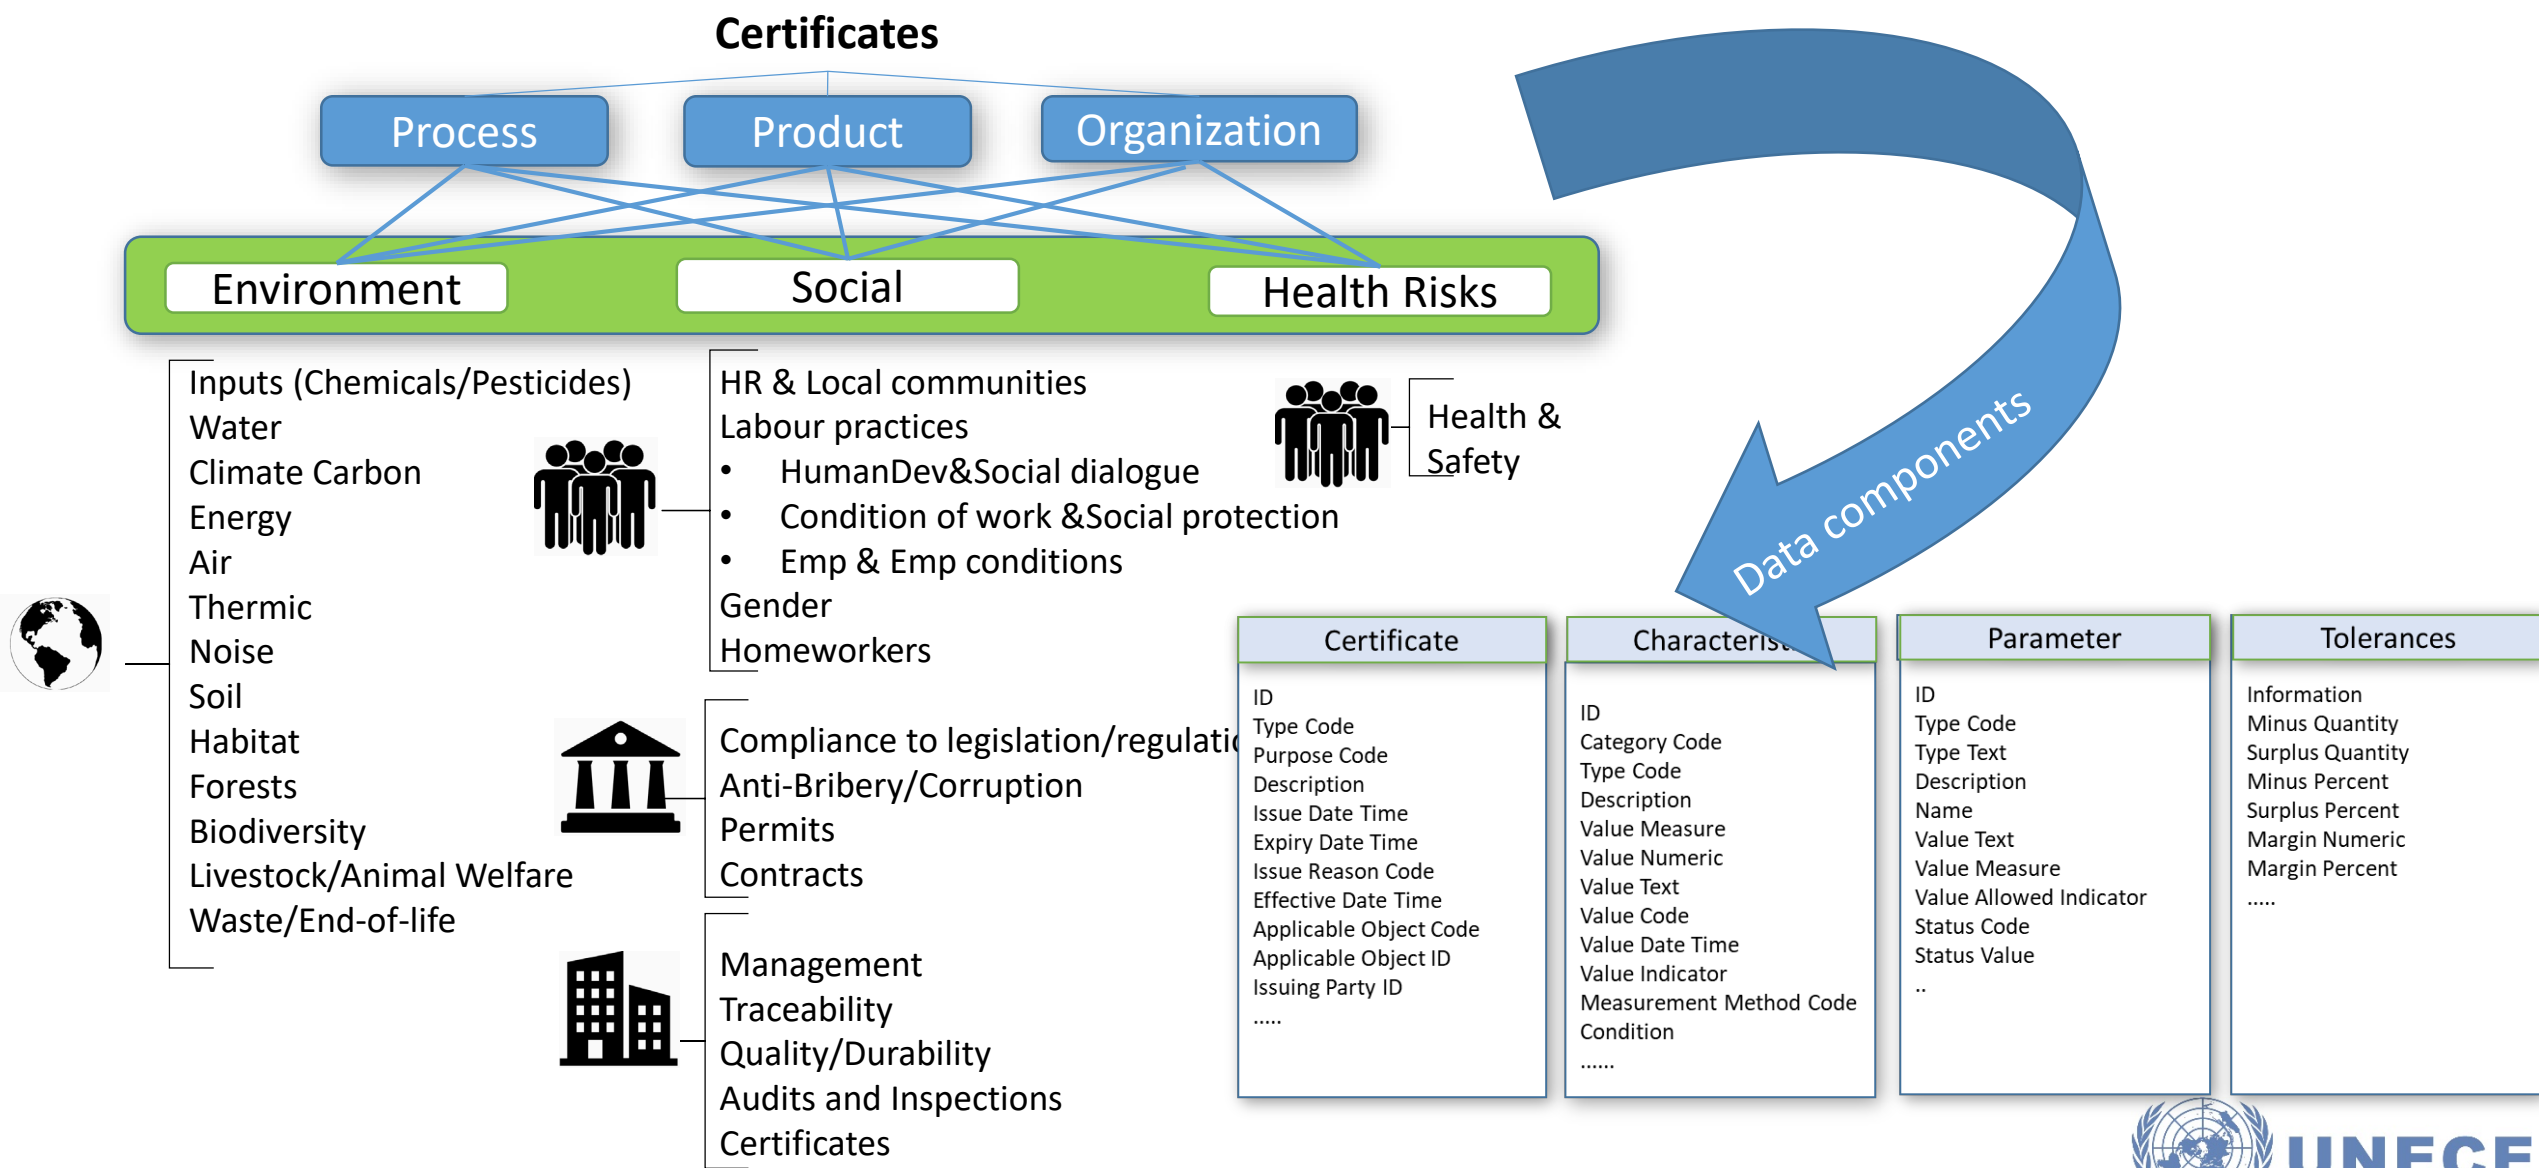 Certificates
Process
Product
Organization
Environment
Social
Health Risks
Inputs (Chemicals/Pesticides)
Water
Climate Carbon
Energy
Air
Thermic
Noise
Soil
Habitat
Forests
Biodiversity
Livestock/Animal Welfare
Waste/End-of-life
HR & Local communities
Labour practices
• HumanDev&Social dialogue
• Condition of work &Social protection
• Emp & Emp conditions
Gender
Homeworkers
Compliance to legislation/regulatio
Anti-Bribery/Corruption
Permits
Contracts
Management
Traceability
Quality/Durability
Audits and Inspections
Certificates
Health &
Safety
Data components
Certificate
ID
Type Code
Purpose Code
Description
Issue Date Time
Expiry Date Time
Issue Reason Code
Effective Date Time
Applicable Object Code
Applicable Object ID
Issuing Party ID
.....
Characterist
ID
Category Code
Type Code
Description
Value Measure
Value Numeric
Value Text
Value Code
Value Date Time
Value Indicator
Measurement Method Code
Condition
......
Parameter
ID
Type Code
Type Text
Description
Name
Value Text
Value Measure
Value Allowed Indicator
Status Code
Status Value
..
Tolerances
Information
Minus Quantity
Surplus Quantity
Minus Percent
Surplus Percent
Margin Numeric
Margin Percent
.....
UNECE